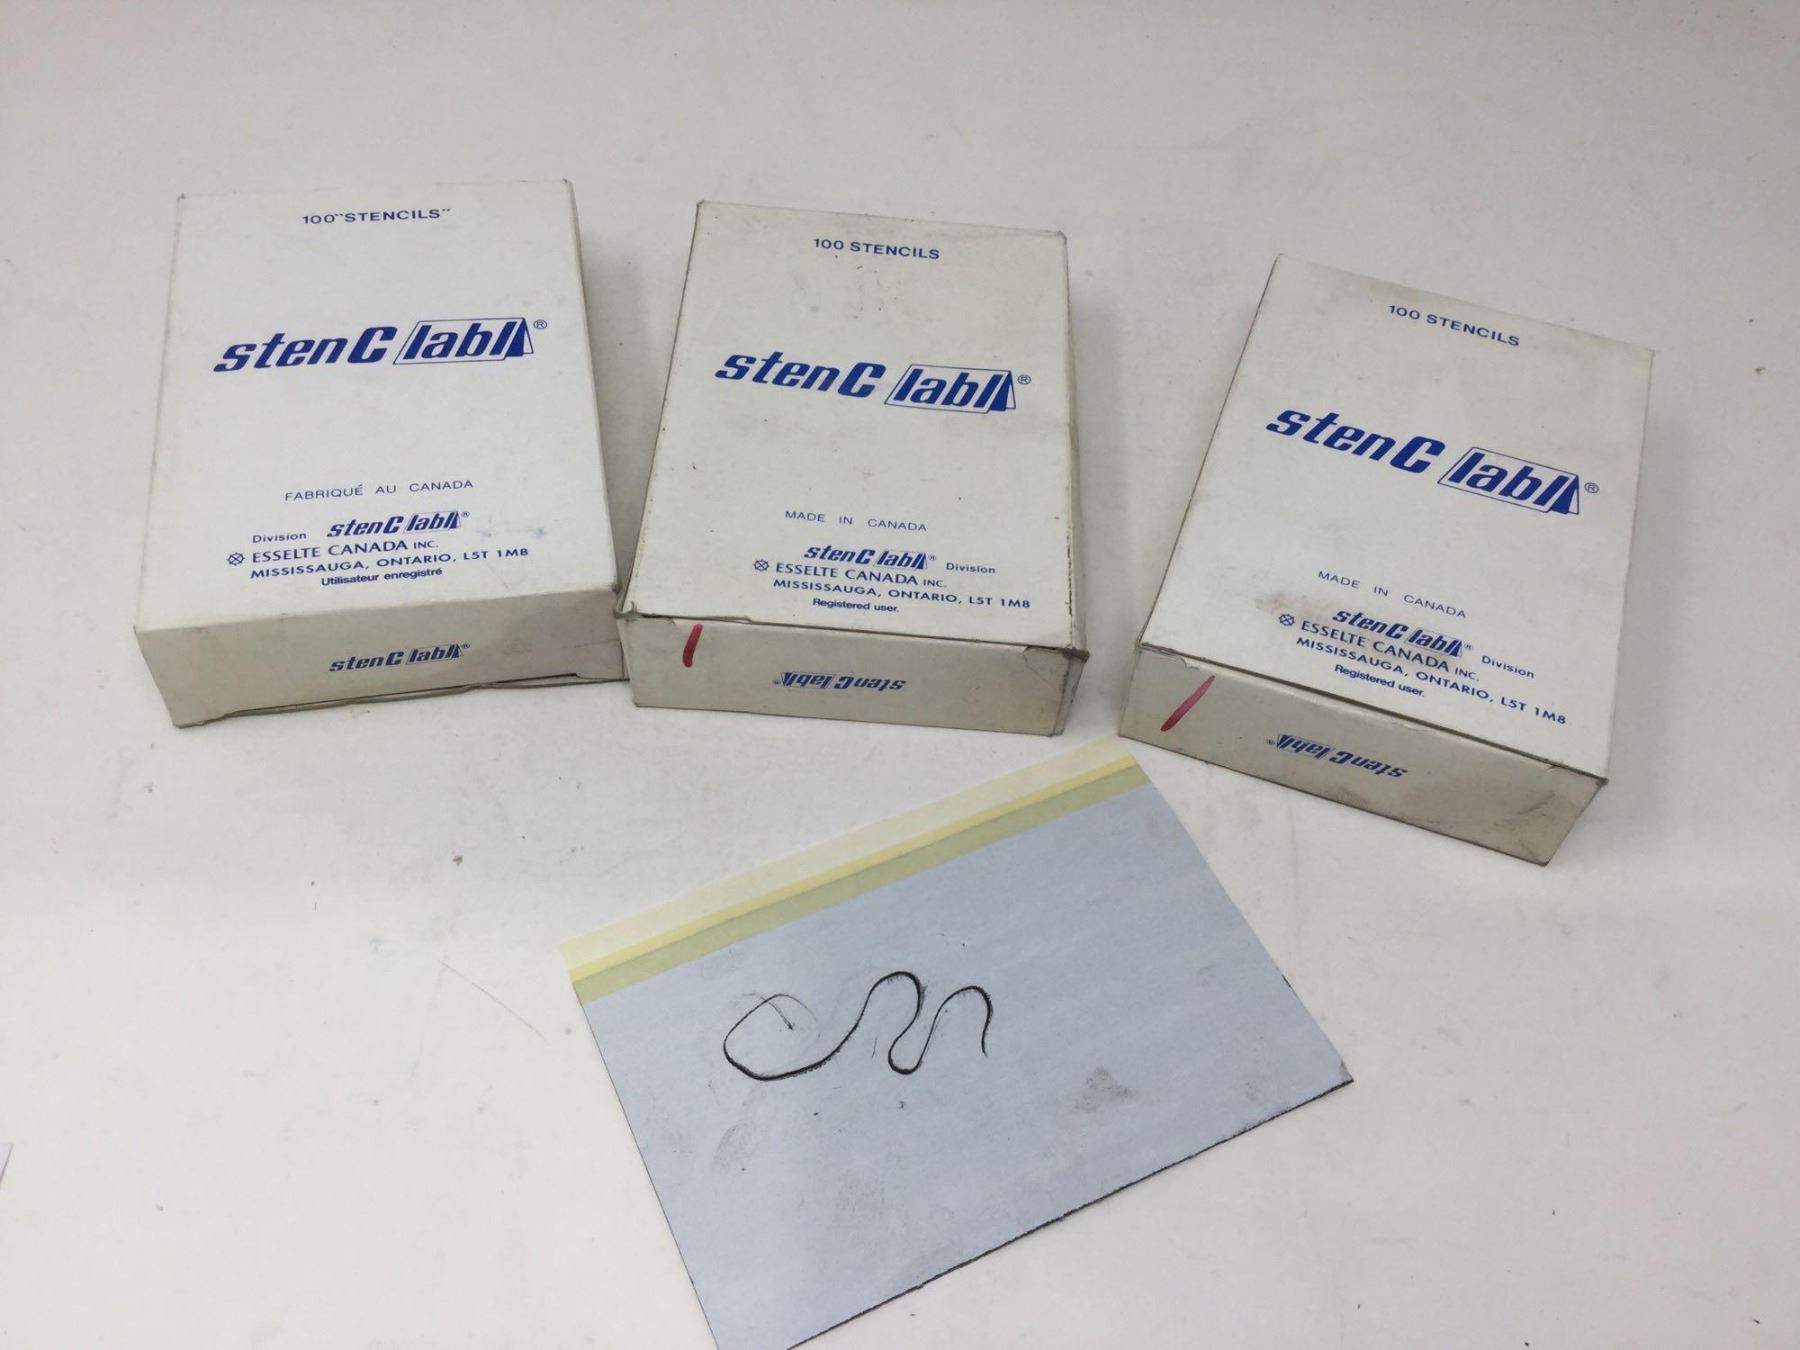 100 "STENCILS"
stenC labl®
FABRIQUÉ AU CANADA
Division stenC labl®
ESSELTE CANADA INC.
MISSISSAUGA, ONTARIO, L5T 1M8
Utilisateur enregistré
stenC labl®
100 STENCILS
stenC labl®
MADE IN CANADA
stenC labl® Division
ESSELTE CANADA INC.
MISSISSAUGA, ONTARIO, L5T 1M8
Registered user.
stenC labl®
100 STENCILS
stenC labl®
MADE IN CANADA
stenC labl® Division
ESSELTE CANADA INC.
MISSISSAUGA, ONTARIO, L5T 1M8
Registered user.
stenC labl®